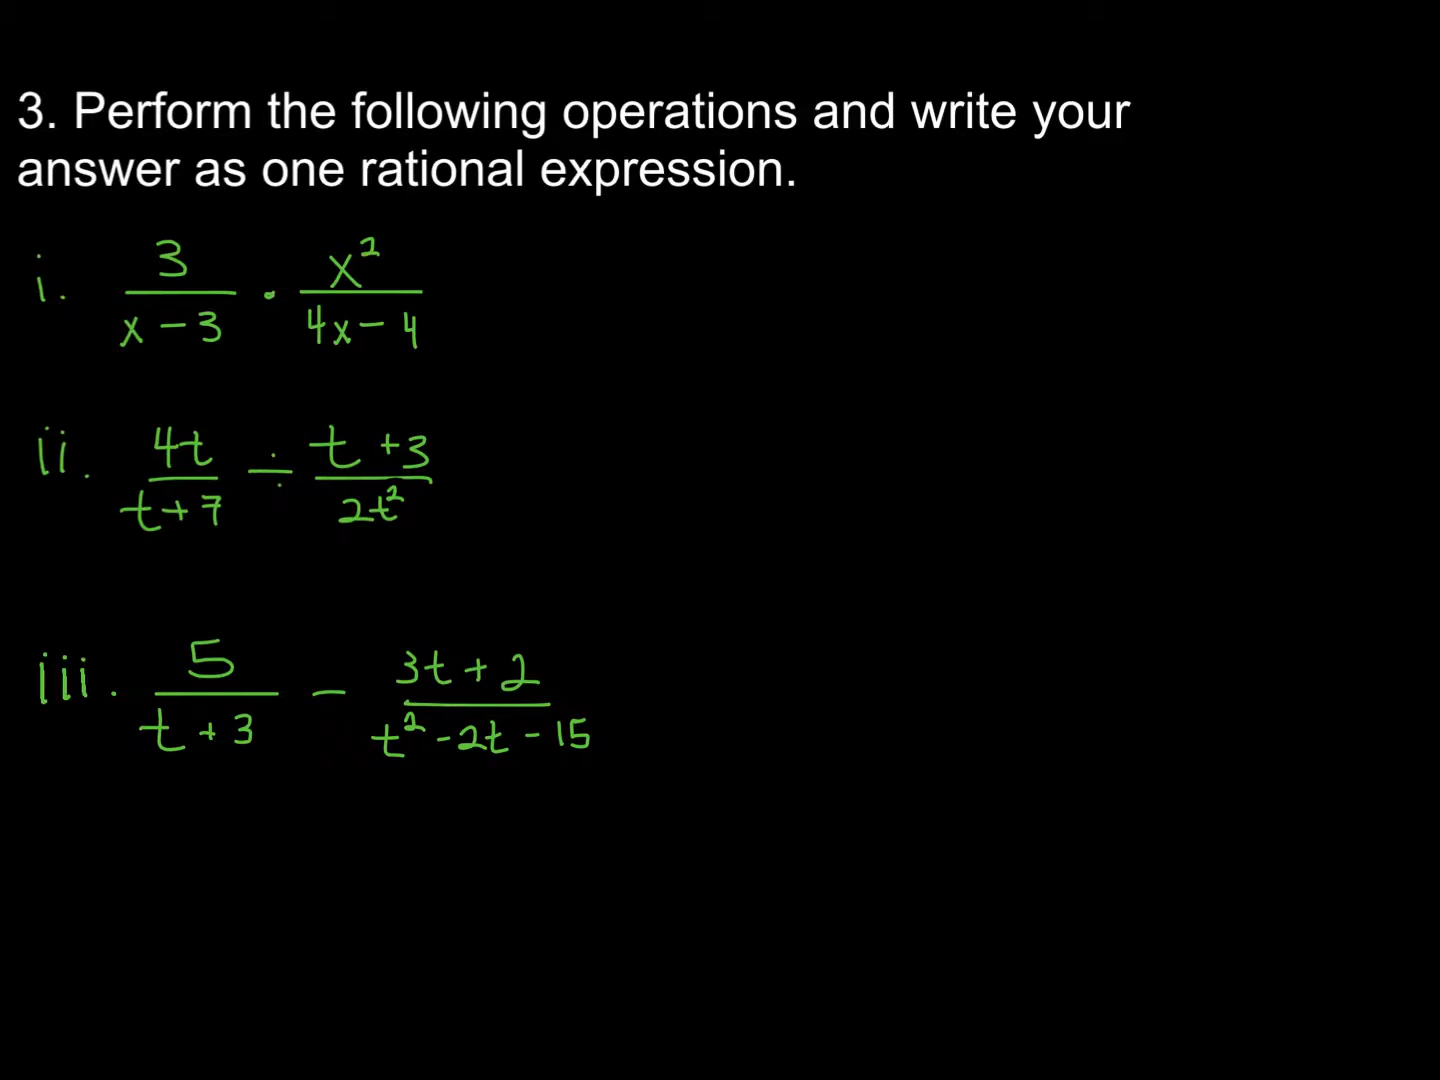 3. Perform the following operations and write your
answer as one rational expression.
i. 3/(x - 3) · x²/(4x - 4)
ii. 4t/(t + 7) ÷ (t + 3)/(2t²)
iii. 5/(t + 3) - (3t + 2)/(t² - 2t - 15)